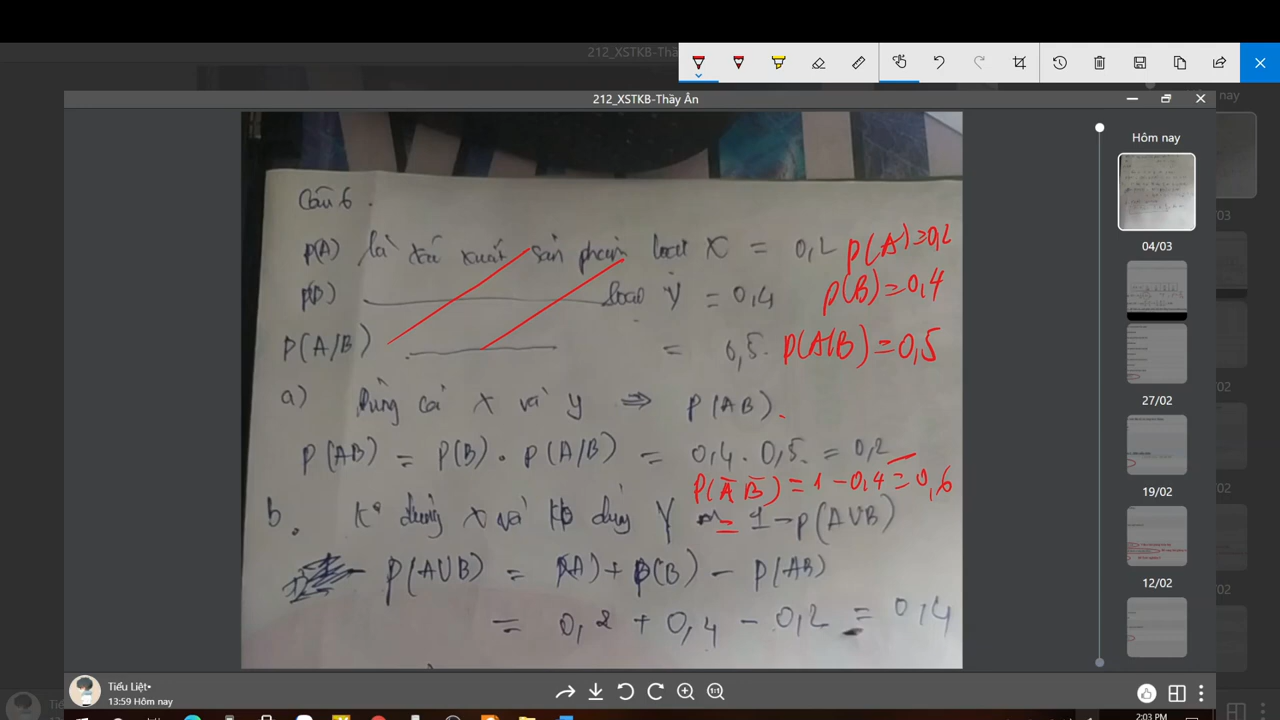 212_XSTKB-Thầy Ân
Hôm nay
Câu 6.
P(A) là xác xuất sản phẩm loại X = 0,2 P(A)=0,2
P(B) loại Y = 0,4 P(B)=0,4
P(A/B) = 0,5. P(A/B)=0,5
a) Dùng cả X và Y ⇒ P(AB).
P(AB) = P(B) . P(A/B) = 0,4 . 0,5 = 0,2
P(A̅ B̅) = 1 - 0,4 = 0,6
b. K° dùng X và dùng Y = 1 - P(AUB)
P(AUB) = P(A) + P(B) - P(AB)
= 0,2 + 0,4 - 0,2 = 0,4
04/03
27/02
19/02
12/02
Tiểu Liệt•
13:59 Hôm nay
2:03 PM